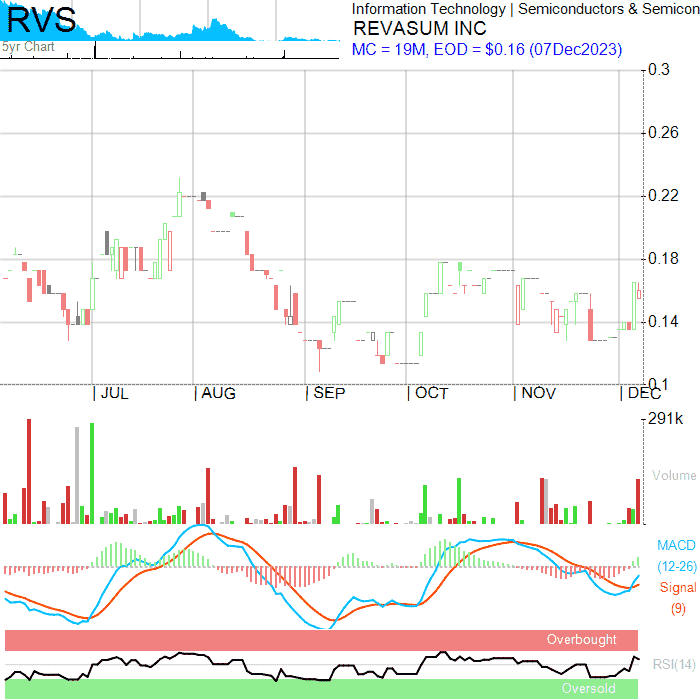 RVS
5yr Chart
Information Technology | Semiconductors & Semicon
REVASUM INC
MC = 19M, EOD = $0.16 (07Dec2023)
0.3
0.26
0.22
0.18
0.14
0.1
JUL AUG SEP OCT NOV DEC
291k
Volume
MACD
(12-26)
Signal
(9)
Overbought
RSI(14)
Oversold